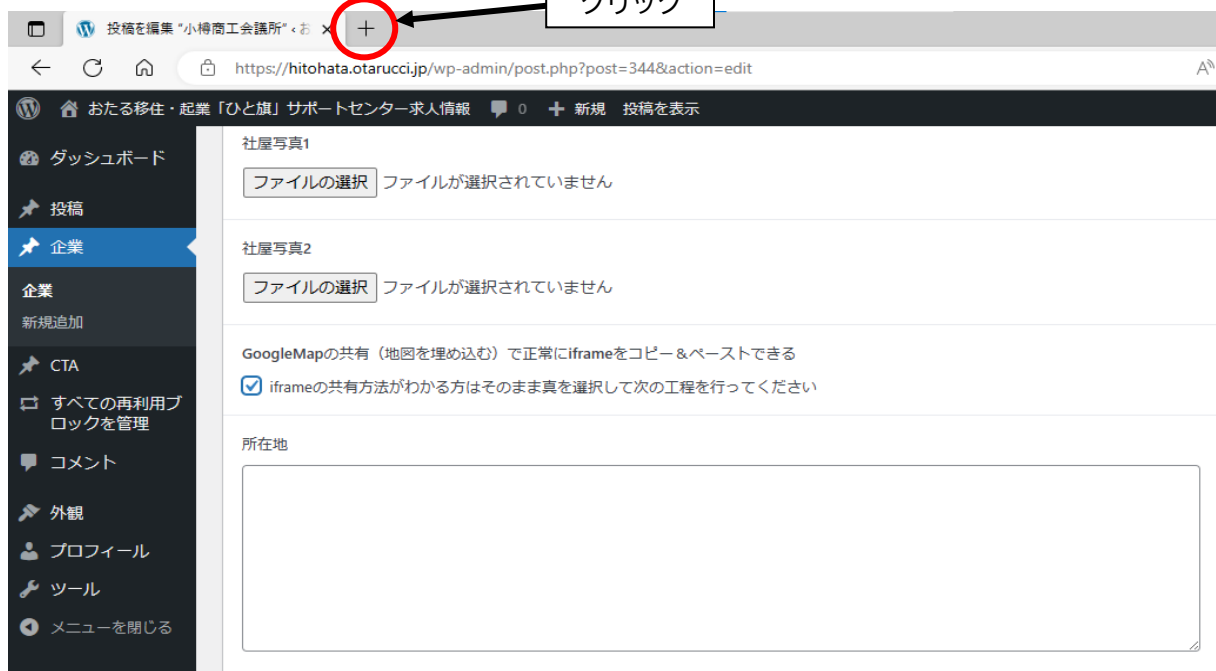 クリック
投稿を編集 "小樽商工会議所" ‹ お
https://hitohata.otarucci.jp/wp-admin/post.php?post=344&action=edit
おたる移住・起業「ひと旗」サポートセンター求人情報 0 新規 投稿を表示
ダッシュボード
投稿
企業
企業
新規追加
CTA
すべての再利用ブ
ロックを管理
コメント
外観
プロフィール
ツール
メニューを閉じる
社屋写真1
ファイルの選択 ファイルが選択されていません
社屋写真2
ファイルの選択 ファイルが選択されていません
GoogleMapの共有（地図を埋め込む）で正常にiframeをコピー＆ペーストできる
iframeの共有方法がわかる方はそのまま真を選択して次の工程を行ってください
所在地